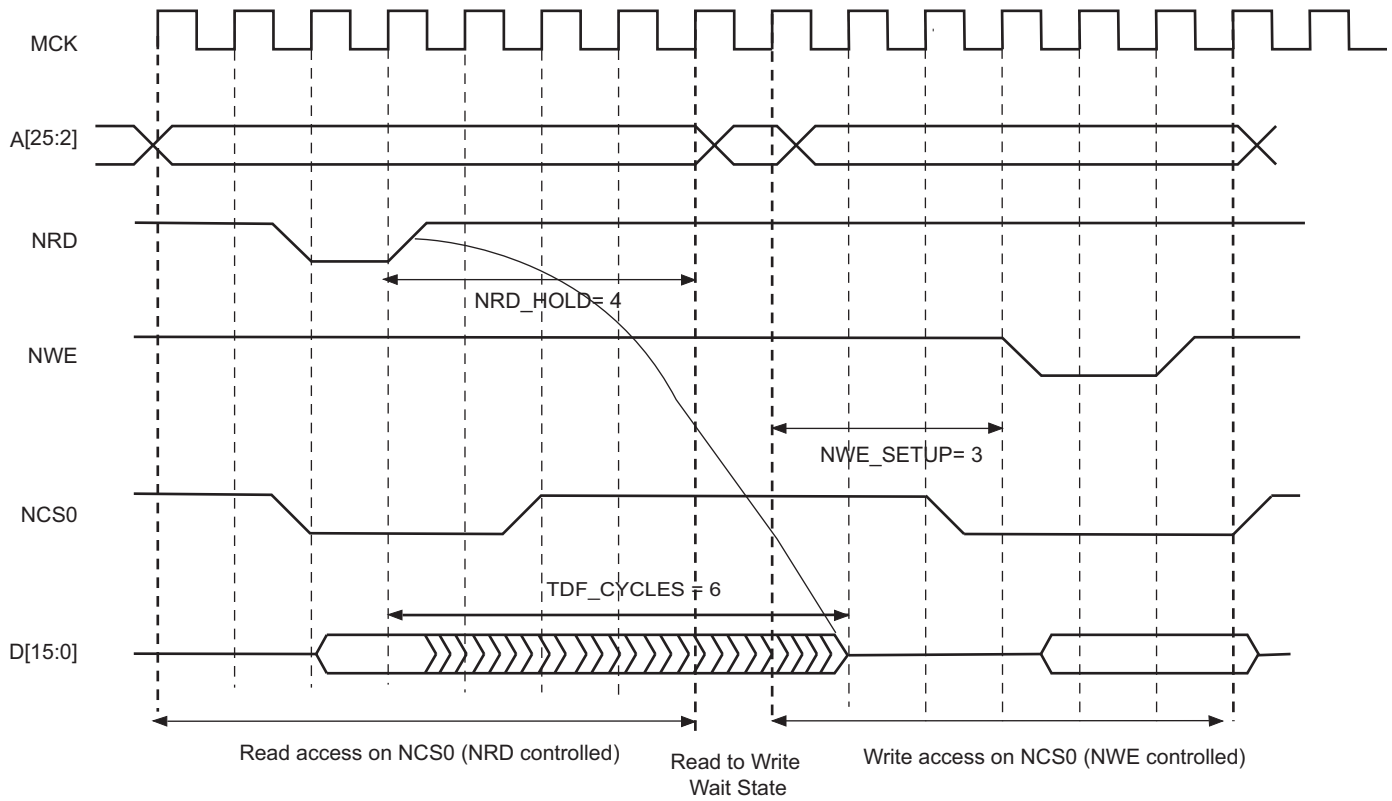 MCK
A[25:2]
NRD
NRD_HOLD= 4
NWE
NWE_SETUP= 3
NCS0
TDF_CYCLES = 6
D[15:0]
Read access on NCS0 (NRD controlled)
Read to Write
Wait State
Write access on NCS0 (NWE controlled)